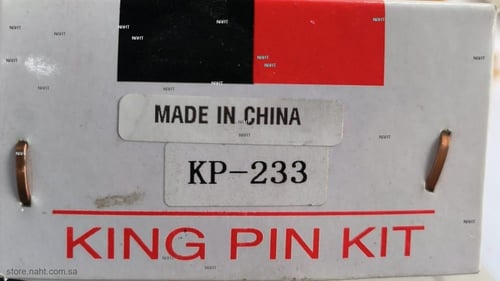 MADE IN CHINA
KP-233
KING PIN KIT
store.naht.com.sa